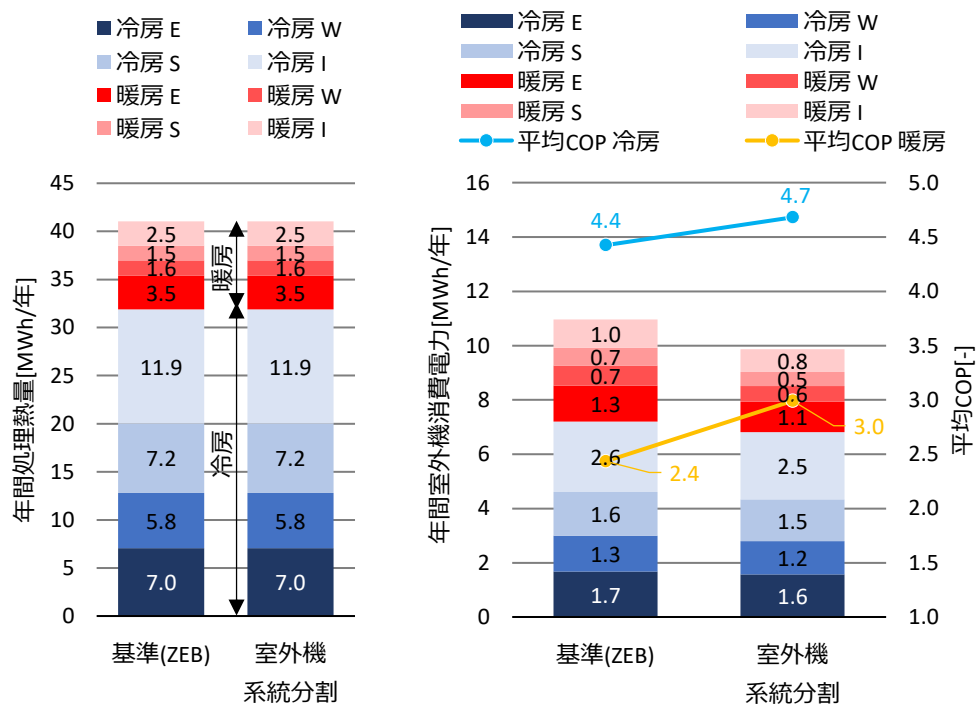 冷房 E
冷房 W
冷房 S
冷房 I
暖房 E
暖房 W
暖房 S
暖房 I
年間処理熱量[MWh/年]
45
40
35
30
25
20
15
10
5
0
2.5
1.5
1.6
3.5
11.9
7.2
5.8
7.0
2.5
1.5
1.6
3.5
11.9
7.2
5.8
7.0
暖房
冷房
基準(ZEB)
室外機
系統分割
冷房 E
冷房 W
冷房 S
冷房 I
暖房 E
暖房 W
暖房 S
暖房 I
平均COP 冷房
平均COP 暖房
年間室外機消費電力[MWh/年]
16
14
12
10
8
6
4
2
0
4.4
4.7
1.0
0.7
0.7
1.3
2.6
1.6
1.3
1.7
2.4
0.8
0.5
0.6
1.1
2.5
1.5
1.2
1.6
3.0
5.0
4.5
4.0
3.5
3.0
2.5
2.0
1.5
1.0
平均COP[-]
基準(ZEB)
室外機
系統分割